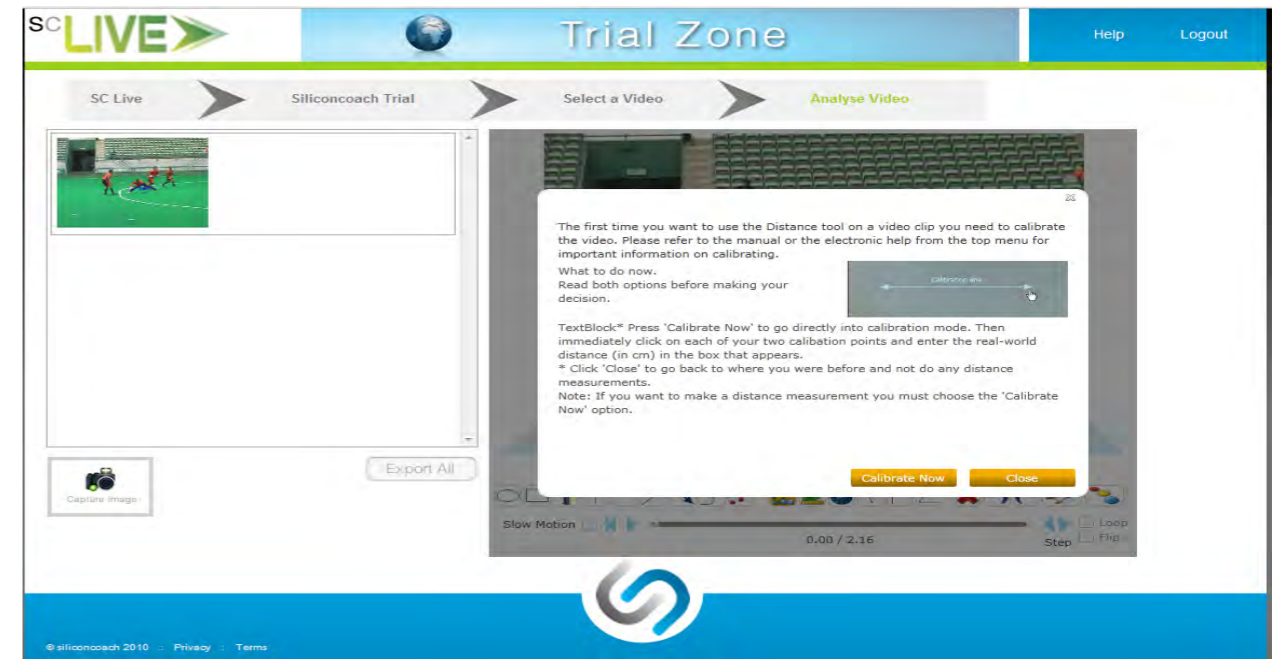 SC LIVE
Trial Zone
Help
Logout
SC Live
Siliconcoach Trial
Select a Video
Analyse Video
The first time you want to use the Distance tool on a video clip you need to calibrate
the video. Please refer to the manual or the electronic help from the top menu for
important information on calibrating.
What to do now.
Read both options before making your
decision.
TextBlock* Press 'Calibrate Now' to go directly into calibration mode. Then
immediately click on each of your two calibation points and enter the real-world
distance (in cm) in the box that appears.
* Click 'Close' to go back to where you were before and not do any distance
measurements.
Note: If you want to make a distance measurement you must choose the 'Calibrate
Now' option.
Calibrate Now
Close
Export All
Capture Image
Slow Motion
0.00 / 2.16
Step
Loop
Flip
© siliconcoach 2010 :: Privacy :: Terms